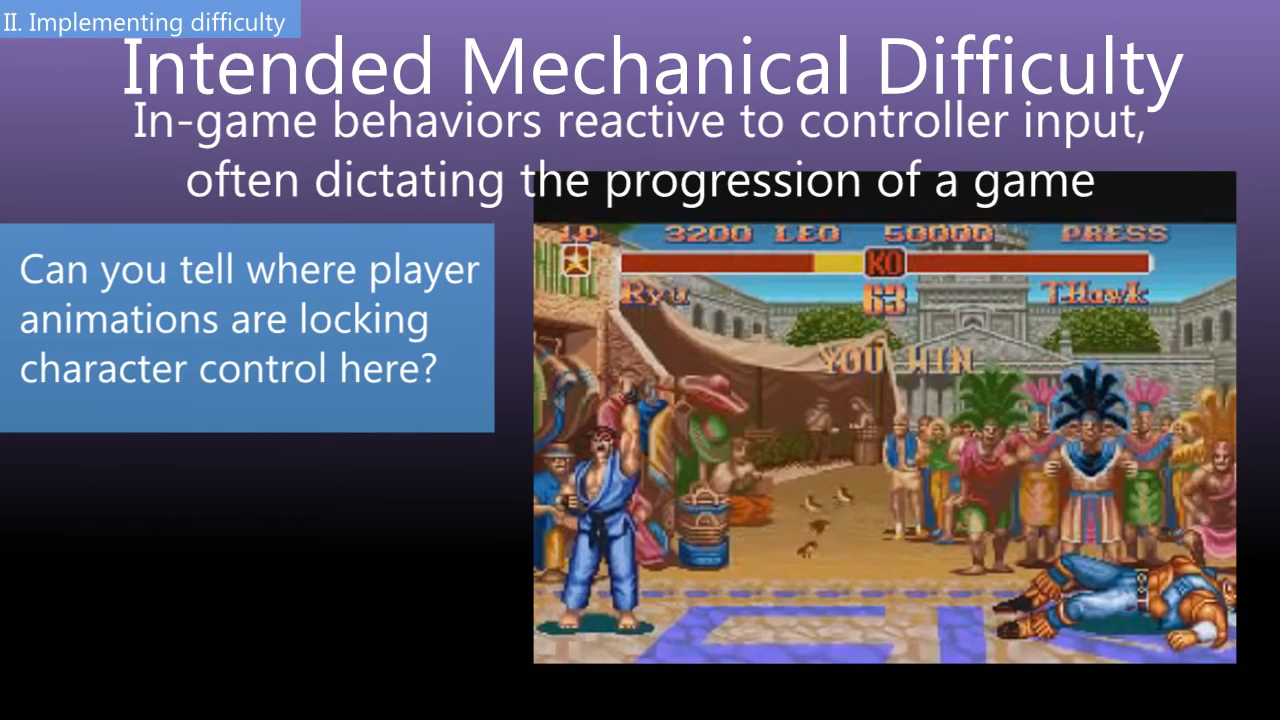 II. Implementing difficulty
Intended Mechanical Difficulty
In-game behaviors reactive to controller input,
often dictating the progression of a game
Can you tell where player
animations are locking
character control here?
1P 3200 LEO 50000 PRESS
KO
Ryu 63 T.Hawk
YOU WIN